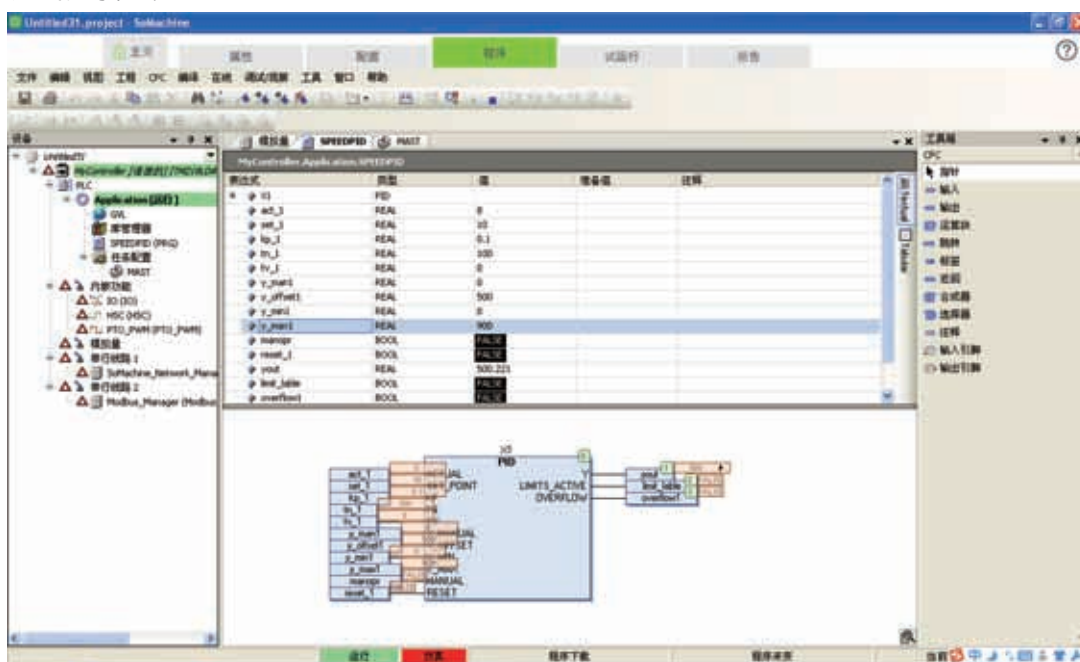 Untitled31.project - SoMachine
主页
属性
配置
程序
试运行
报告
文件 编辑 视图 工程 CFC 编译 在线 调试/观察 工具 窗口 帮助
设备
Untitled31
MyController
PLC
Application [运行]
GVL
库管理器
SPEEDPID (PRG)
任务配置
MAST
内嵌功能
IO (IO)
HSC (HSC)
PTO_PWM (PTO_PWM)
模拟量
串行线路 1
SoMachine_Network_Mana
串行线路 2
Modbus_Manager (Modbus
模拟量
SPEEDPID
MAST
MyController.Application.SPEEDPID
表达式 类型 值 准备值 注释
PID
act_1 REAL 0
set_1 REAL 10
kp_1 REAL 0.1
tn_1 REAL 100
tv_1 REAL 0
y_man1 REAL 0
y_offset1 REAL 500
y_min1 REAL 0
y_max1 REAL 900
manopr BOOL FALSE
reset_1 BOOL FALSE
yout REAL 500.221
limit_lable BOOL FALSE
overflow1 BOOL FALSE
Textual
Tabular
PID
act_1
set_1
kp_1
tn_1
tv_1
y_man1
y_offset1
y_min1
y_max1
manopr
reset_1
MANUAL
RESET
Y
LIMITS_ACTIVE
OVERFLOW
yout
limit_lable
overflow1
工具箱
CFC
指针
输入
输出
运算块
跳转
标签
返回
合成器
选择器
注释
输入引脚
输出引脚
运行
仿真
程序下载
程序未变
当前